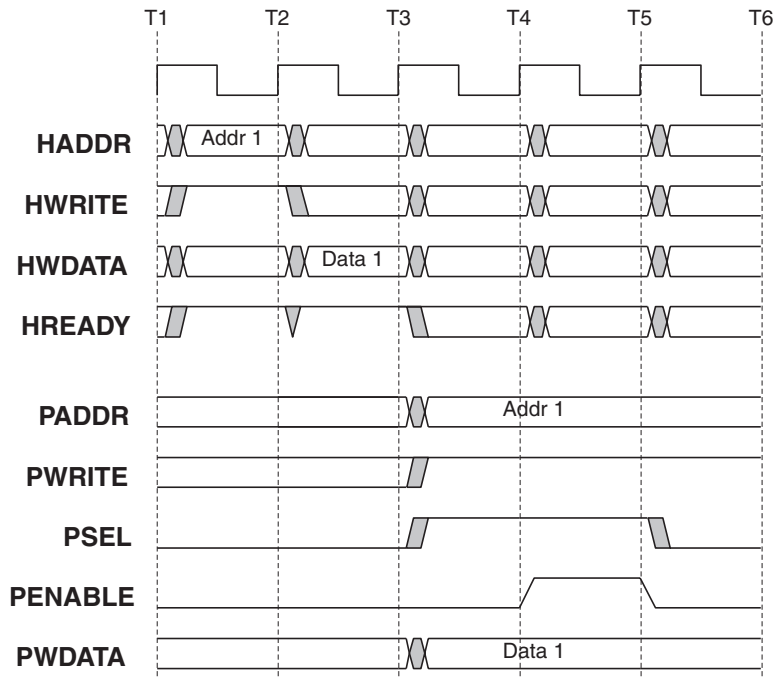 T1 T2 T3 T4 T5 T6
HADDR Addr 1
HWRITE
HWDATA Data 1
HREADY
PADDR Addr 1
PWRITE
PSEL
PENABLE
PWDATA Data 1